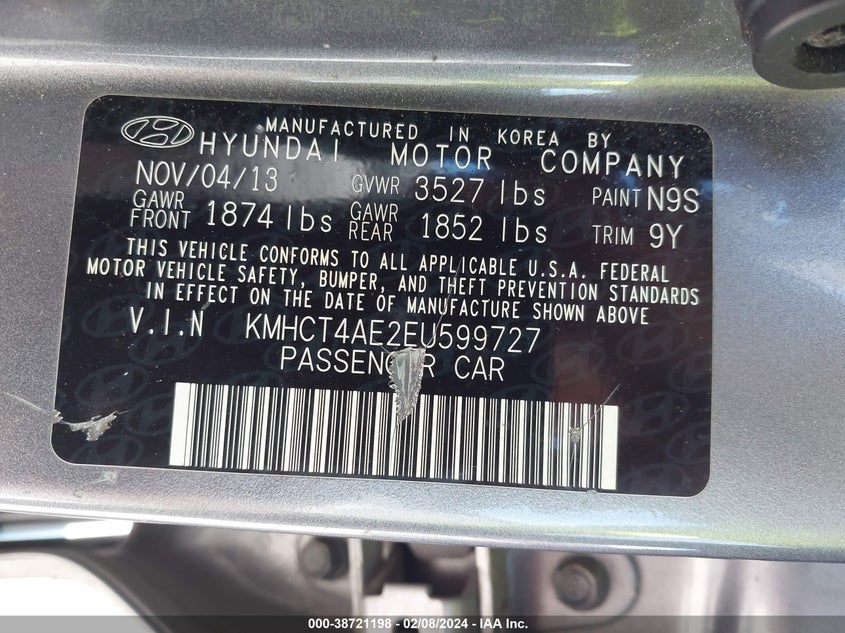 MANUFACTURED IN KOREA BY
HYUNDAI MOTOR COMPANY
NOV/04/13 GVWR 3527 lbs PAINT N9S
GAWR FRONT 1874 lbs GAWR REAR 1852 lbs TRIM 9Y
THIS VEHICLE CONFORMS TO ALL APPLICABLE U.S.A. FEDERAL
MOTOR VEHICLE SAFETY, BUMPER, AND THEFT PREVENTION STANDARDS
IN EFFECT ON THE DATE OF MANUFACTURE SHOWN ABOVE
V.I.N KMHCT4AE2EU599727
PASSENGER CAR
000-38721198 - 02/08/2024 - IAA Inc.